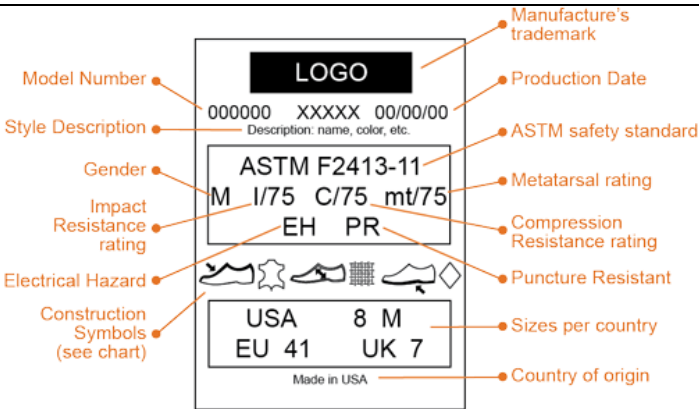 Manufacture's
trademark
LOGO
Model Number
Production Date
000000 XXXXX 00/00/00
Style Description
Description: name, color, etc.
ASTM safety standard
ASTM F2413-11
Gender
Metatarsal rating
M I/75 C/75 mt/75
Impact
Resistance
rating
Compression
Resistance rating
EH PR
Electrical Hazard
Puncture Resistant
Construction
Symbols
(see chart)
USA 8 M
Sizes per country
EU 41 UK 7
Made in USA
Country of origin